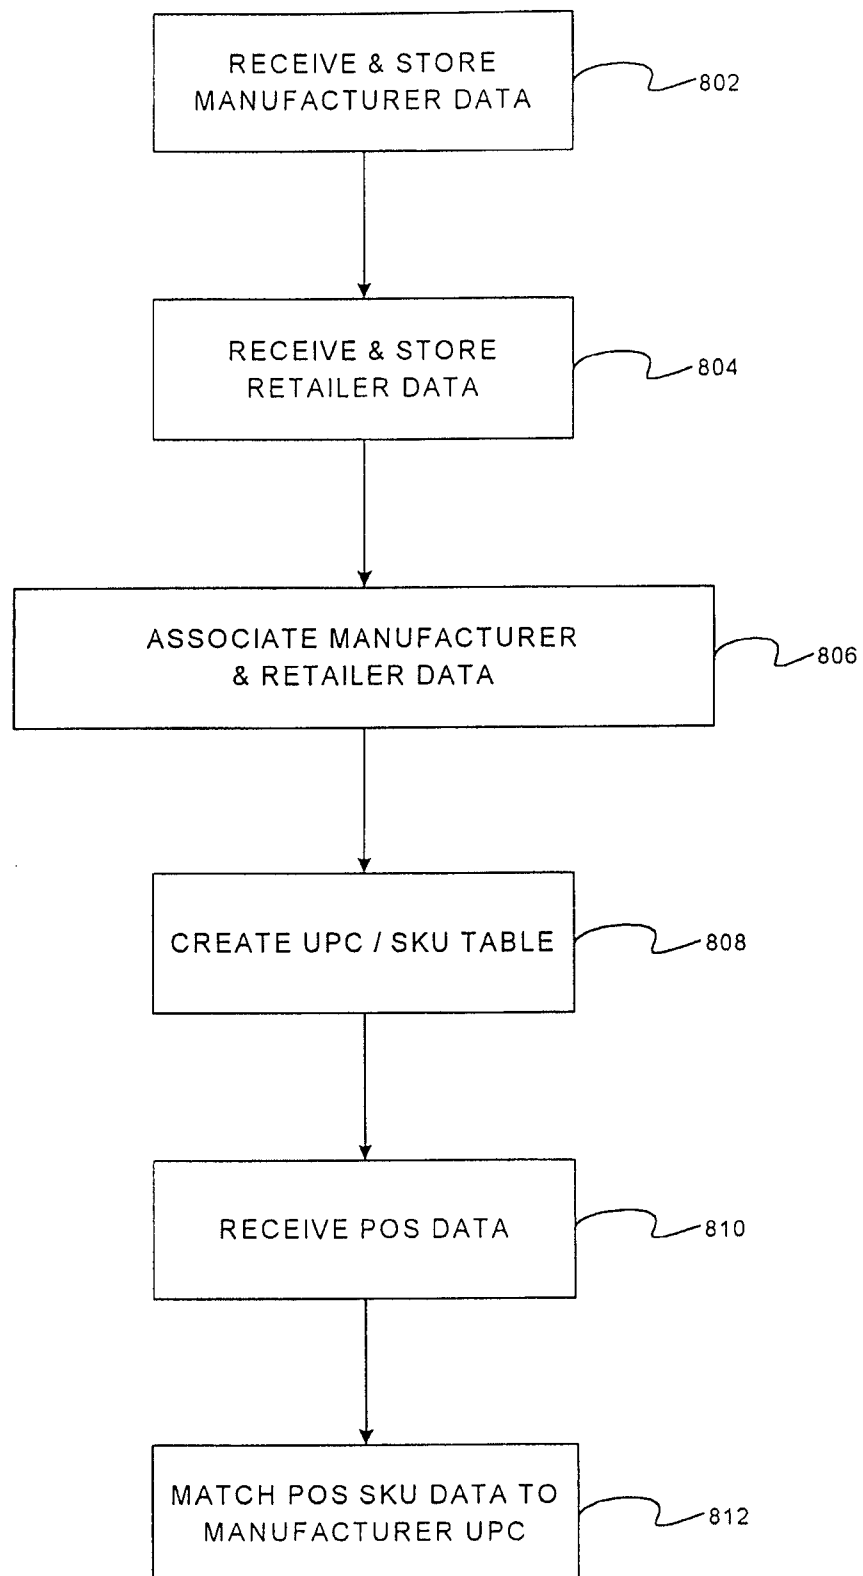 RECEIVE & STORE
MANUFACTURER DATA
802
RECEIVE & STORE
RETAILER DATA
804
ASSOCIATE MANUFACTURER
& RETAILER DATA
806
CREATE UPC / SKU TABLE
808
RECEIVE POS DATA
810
MATCH POS SKU DATA TO
MANUFACTURER UPC
812